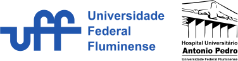 uff Universidade
Federal
Fluminense
Hospital Universitário
Antonio Pedro
Universidade Federal Fluminense